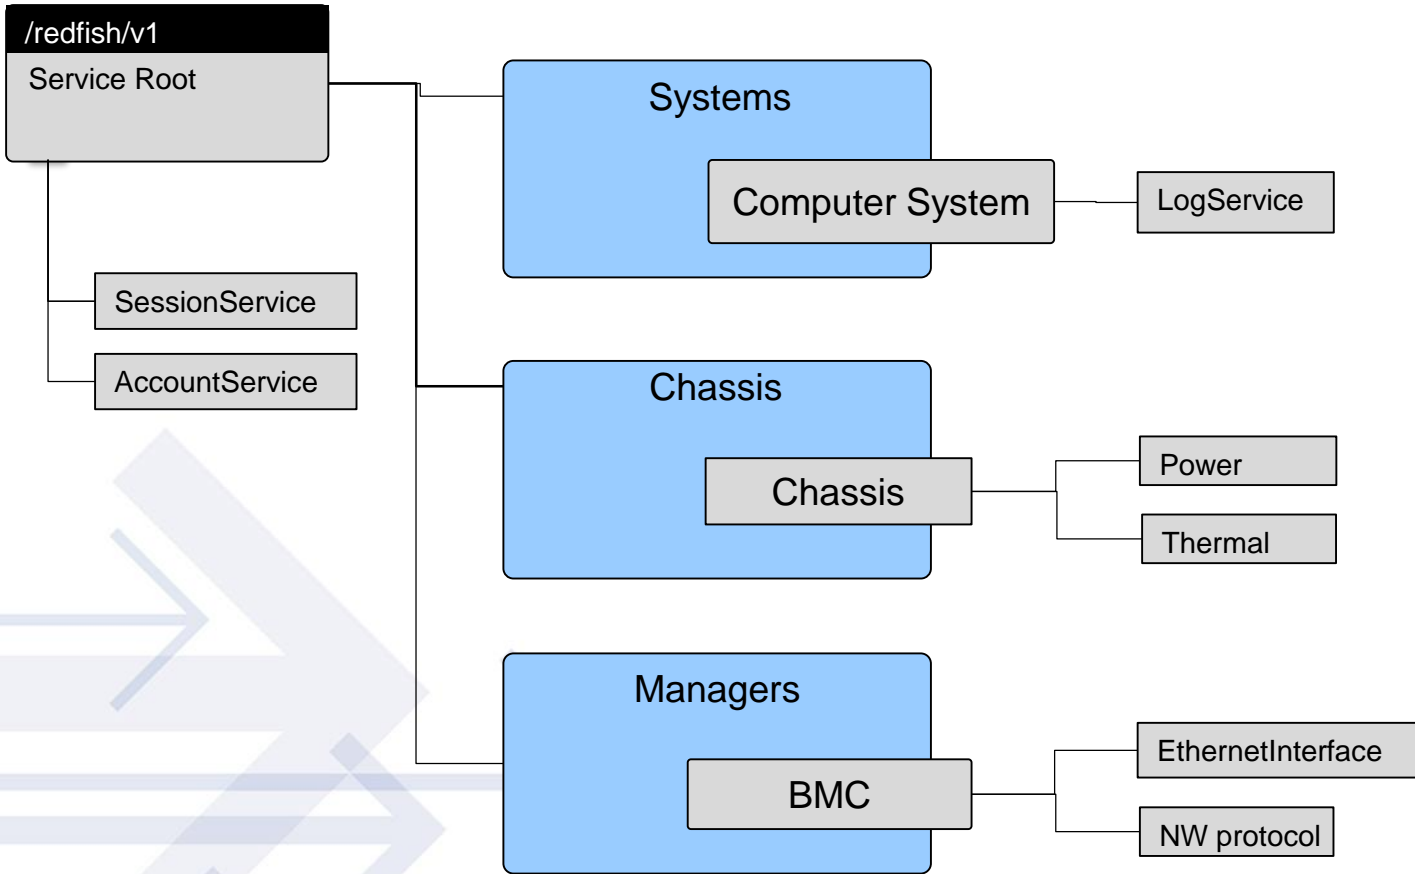 /redfish/v1
Service Root
Systems
Computer System
LogService
SessionService
AccountService
Chassis
Chassis
Power
Thermal
Managers
BMC
EthernetInterface
NW protocol